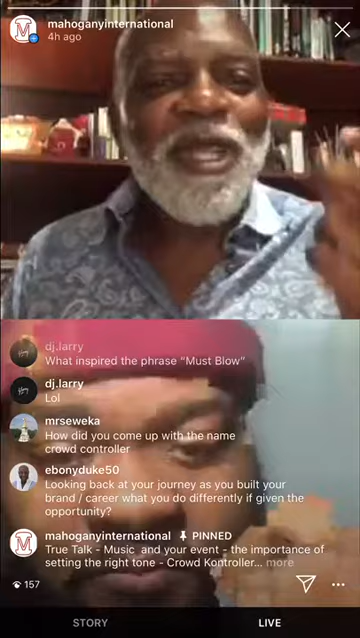 mahoganyinternational
4h ago
dj.larry
What inspired the phrase “Must Blow”
dj.larry
Lol
mrseweka
How did you come up with the name
crowd controller
ebonyduke50
Looking back at your journey as you built your
brand / career what you do differently if given the
opportunity?
mahoganyinternational PINNED
True Talk - Music and your event - the importance of
setting the right tone - Crowd Kontroller... more
157
STORY
LIVE